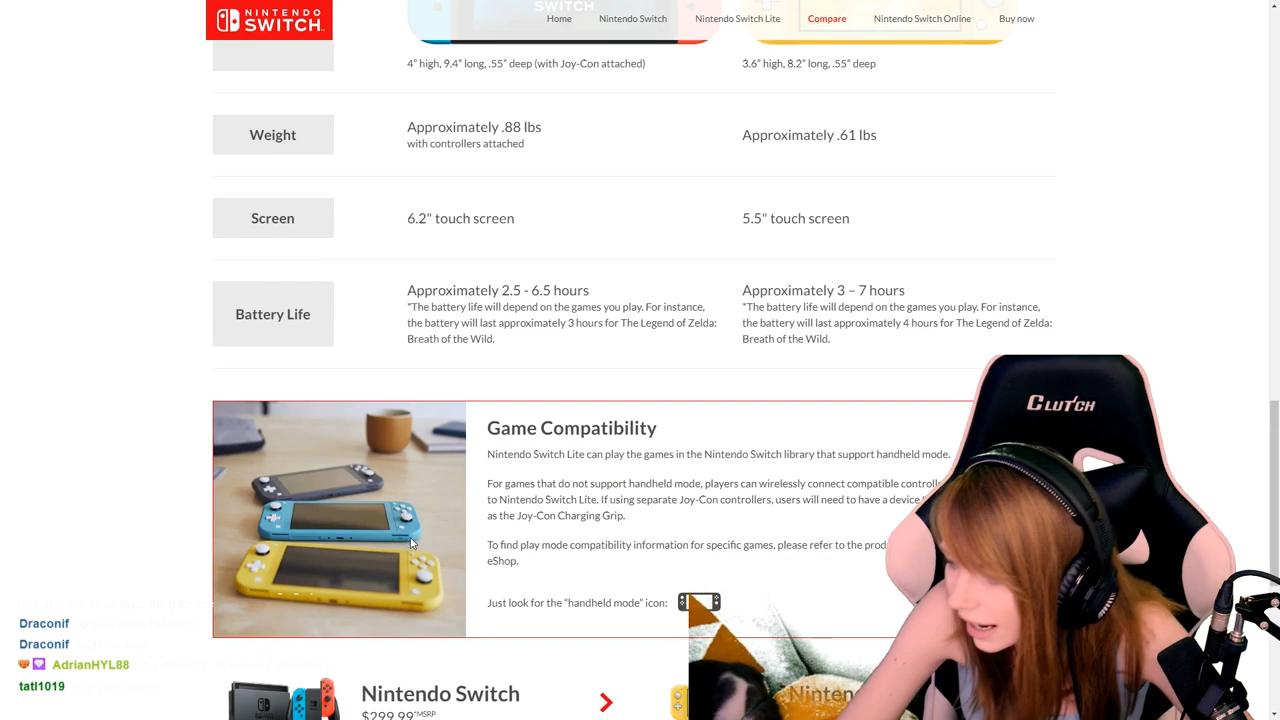 NINTENDO
SWITCH
Home
Nintendo Switch
Nintendo Switch Lite
Compare
Nintendo Switch Online
Buy now
4” high, 9.4” long, .55” deep (with Joy-Con attached)
3.6” high, 8.2” long, .55” deep
Weight
Approximately .88 lbs
with controllers attached
Approximately .61 lbs
Screen
6.2" touch screen
5.5" touch screen
Battery Life
Approximately 2.5 - 6.5 hours
*The battery life will depend on the games you play. For instance,
the battery will last approximately 3 hours for The Legend of Zelda:
Breath of the Wild.
Approximately 3 – 7 hours
*The battery life will depend on the games you play. For instance,
the battery will last approximately 4 hours for The Legend of Zelda:
Breath of the Wild.
CLUTCH
Game Compatibility
Nintendo Switch Lite can play the games in the Nintendo Switch library that support handheld mode.
For games that do not support handheld mode, players can wirelessly connect compatible
to Nintendo Switch Lite. If using separate Joy-Con controllers, users will need to have a device
as the Joy-Con Charging Grip.
To find play mode compatibility information for specific games, please refer to the
eShop.
Just look for the “handheld mode” icon:
Draconif
Draconif
AdrianHYL88
tatl1019
Nintendo Switch
$299.99*MSRP